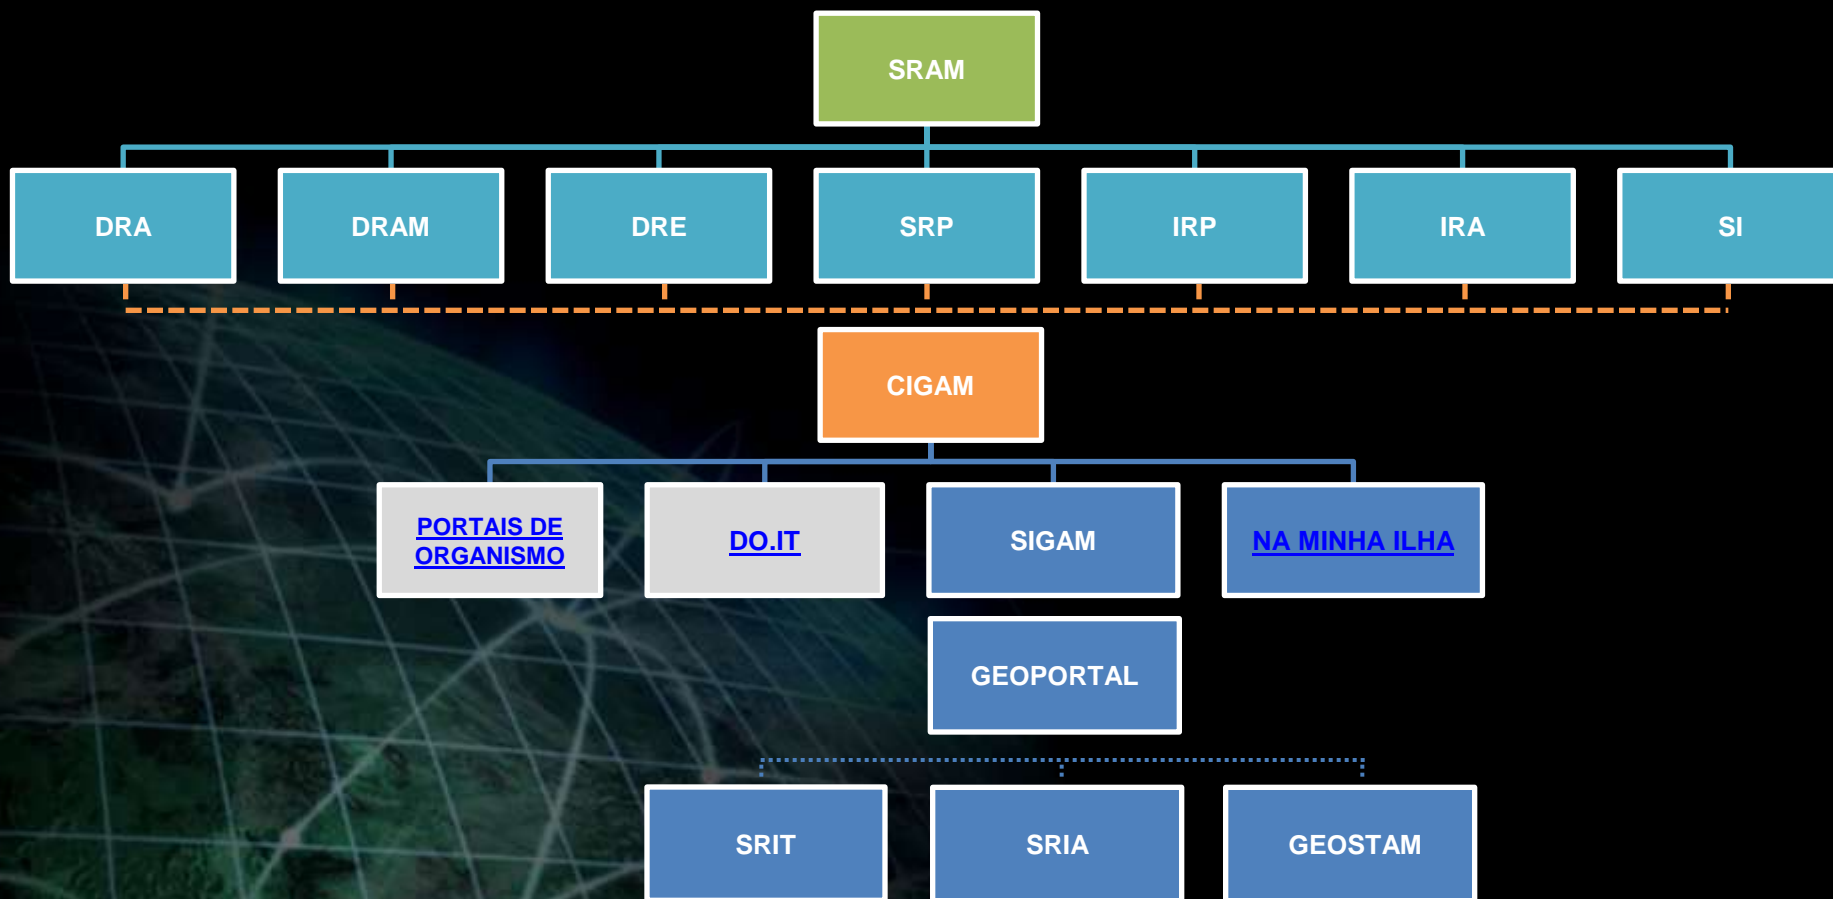 SRAM
DRA
DRAM
DRE
SRP
IRP
IRA
SI
CIGAM
PORTAIS DE
ORGANISMO
DO.IT
SIGAM
NA MINHA ILHA
GEOPORTAL
SRIT
SRIA
GEOSTAM